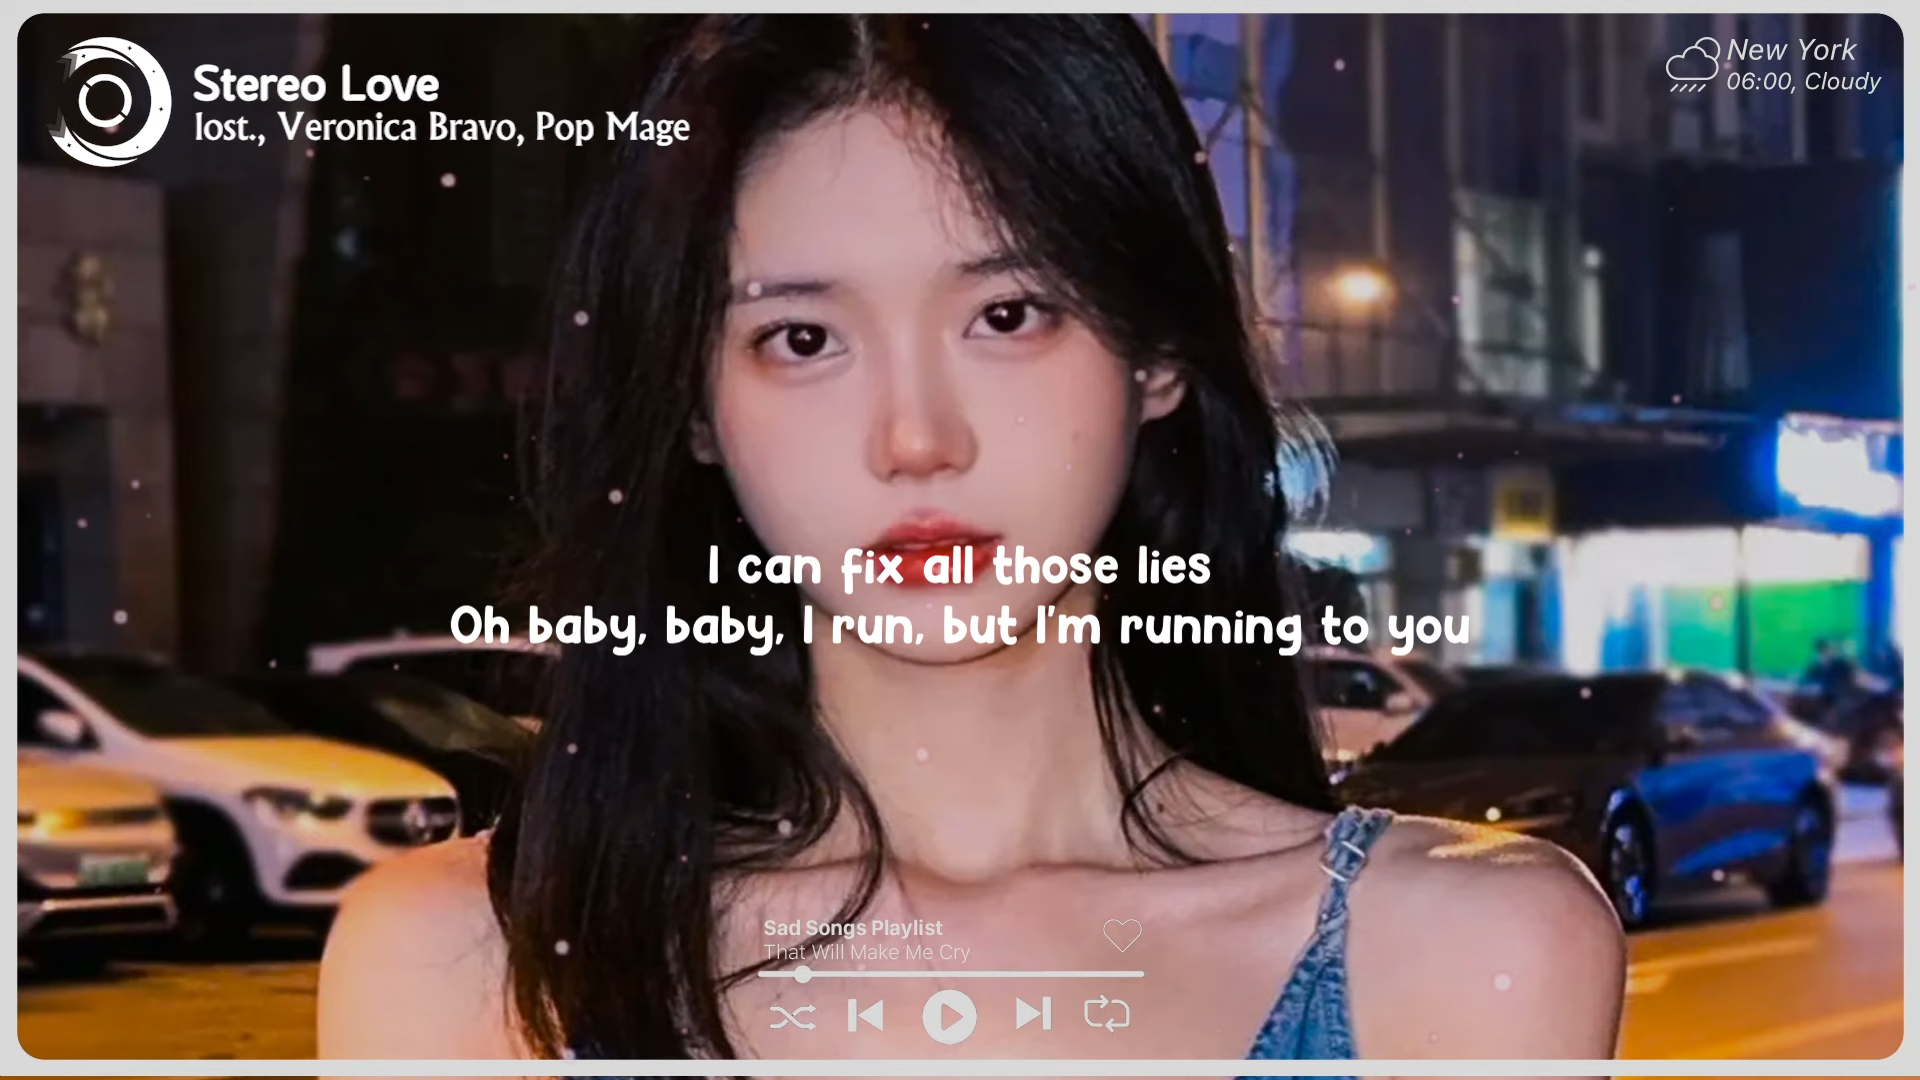 Stereo Love
lost., Veronica Bravo, Pop Mage
New York
06:00, Cloudy
I can fix all those lies
Oh baby, baby, I run, but I'm running to you
Sad Songs Playlist
That Will Make Me Cry